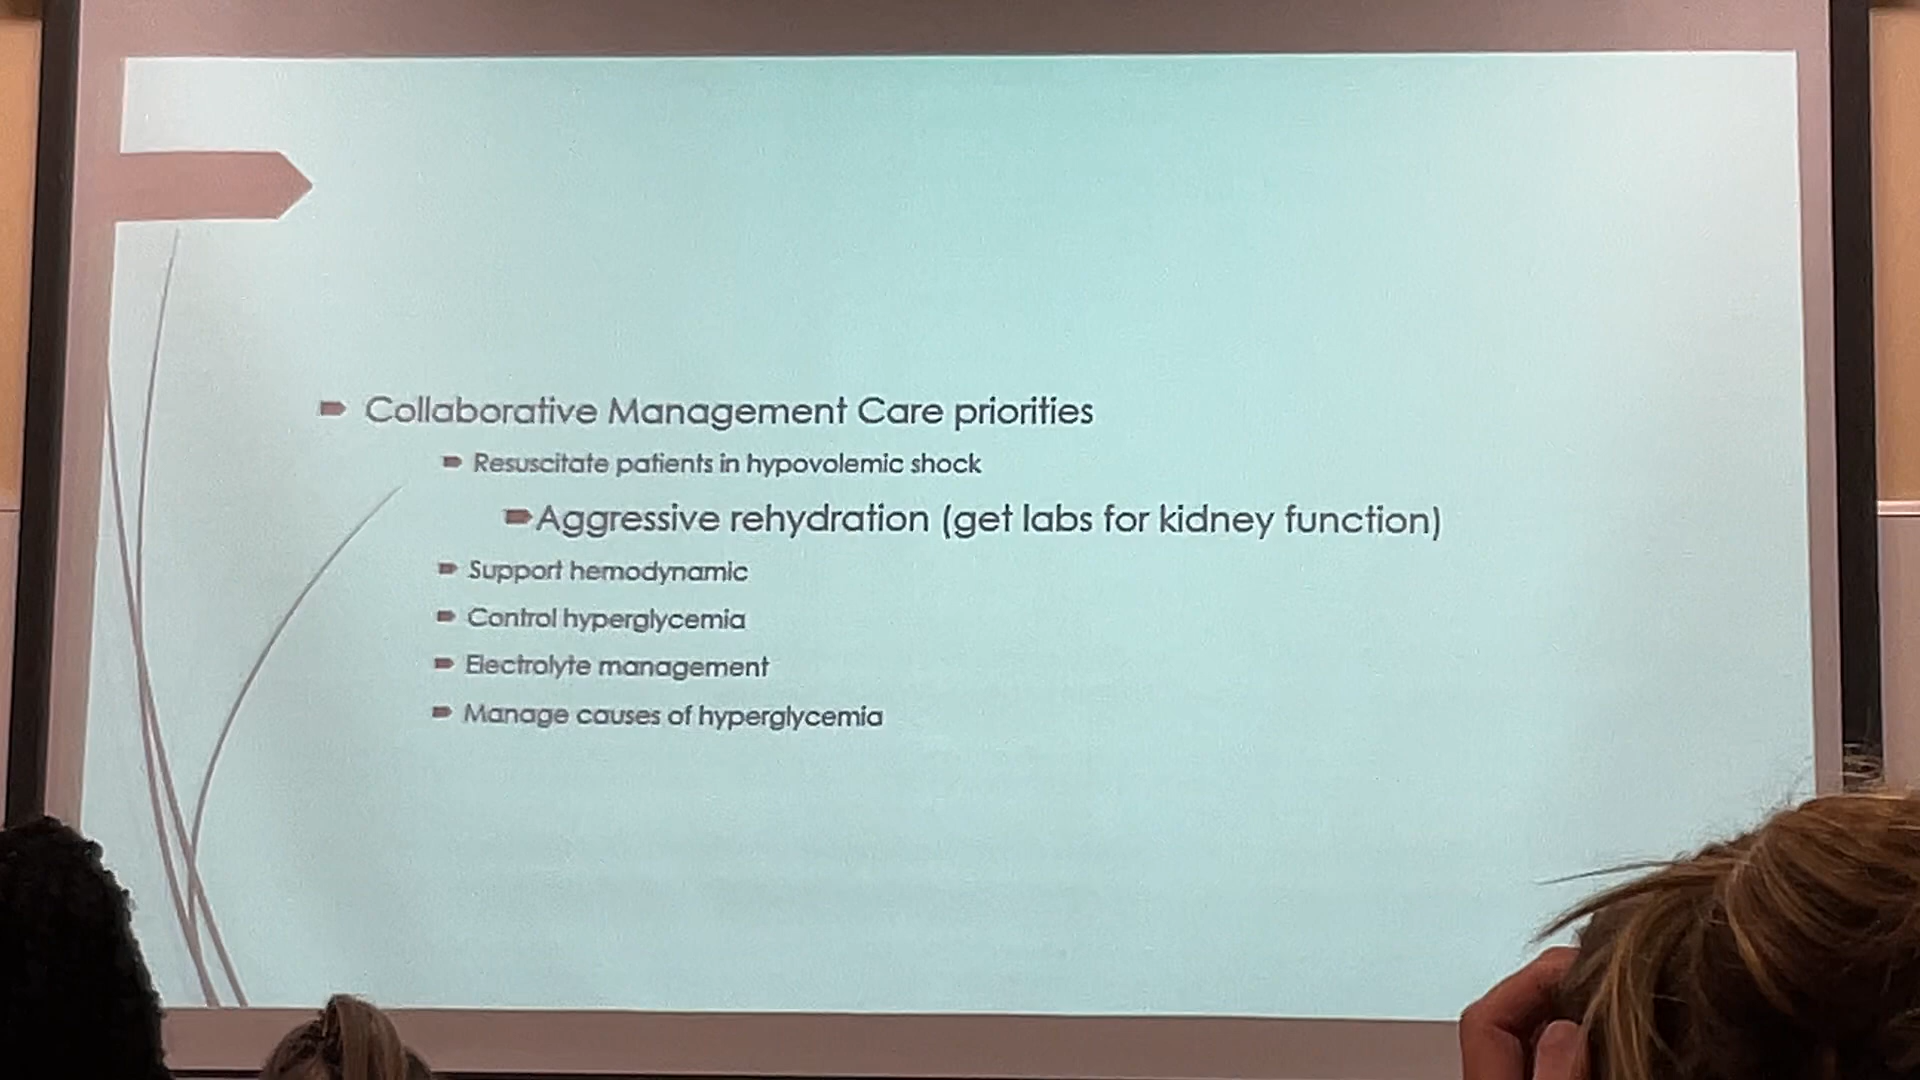 Collaborative Management Care priorities
Resuscitate patients in hypovolemic shock
Aggressive rehydration (get labs for kidney function)
Support hemodynamic
Control hyperglycemia
Electrolyte management
Manage causes of hyperglycemia